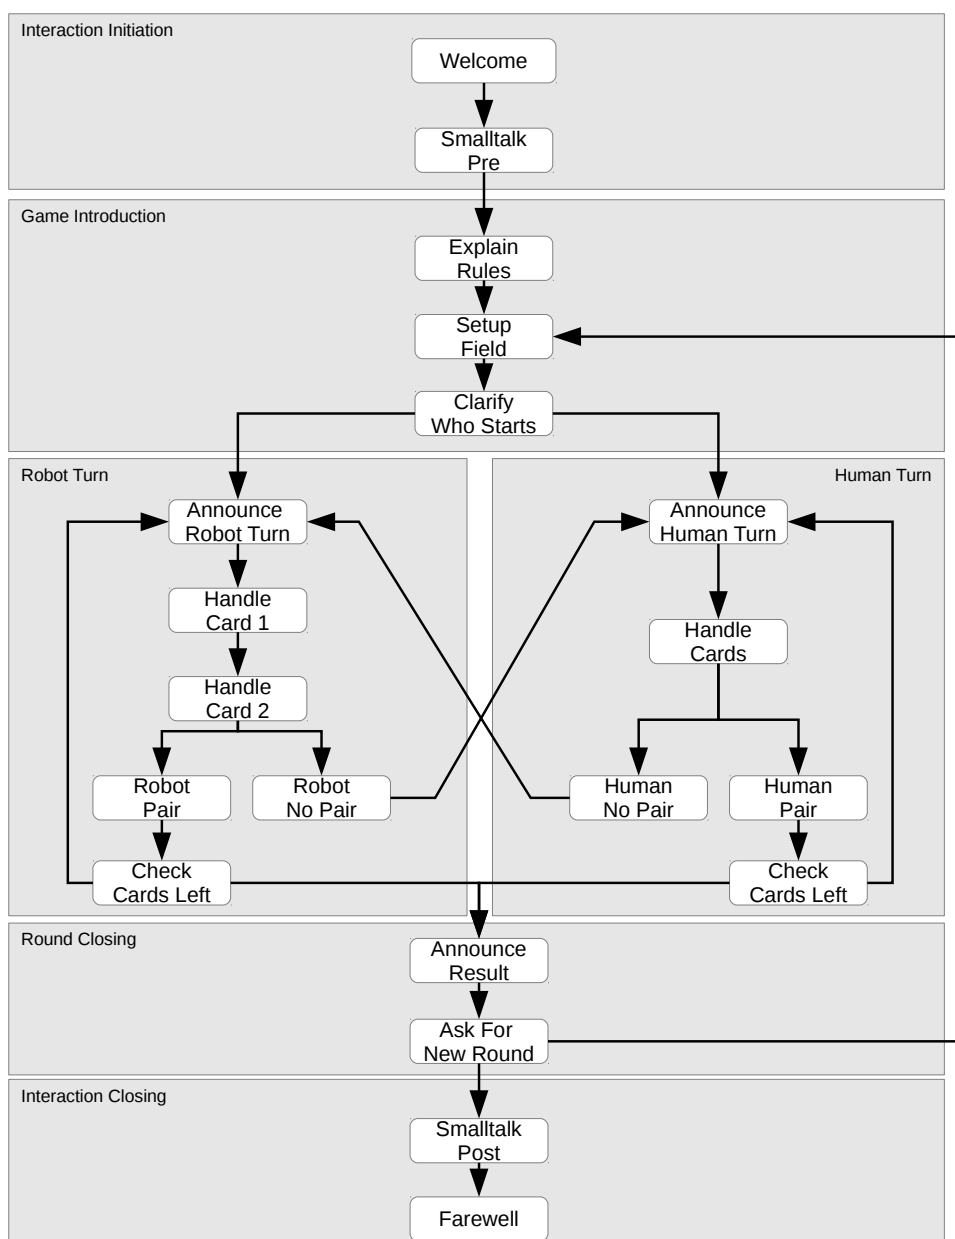 Interaction Initiation
Welcome
Smalltalk
Pre
Game Introduction
Explain
Rules
Setup
Field
Clarify
Who Starts
Robot Turn
Announce
Robot Turn
Handle
Card 1
Handle
Card 2
Robot
Pair
Robot
No Pair
Check
Cards Left
Human Turn
Announce
Human Turn
Handle
Cards
Human
No Pair
Human
Pair
Check
Cards Left
Round Closing
Announce
Result
Ask For
New Round
Interaction Closing
Smalltalk
Post
Farewell